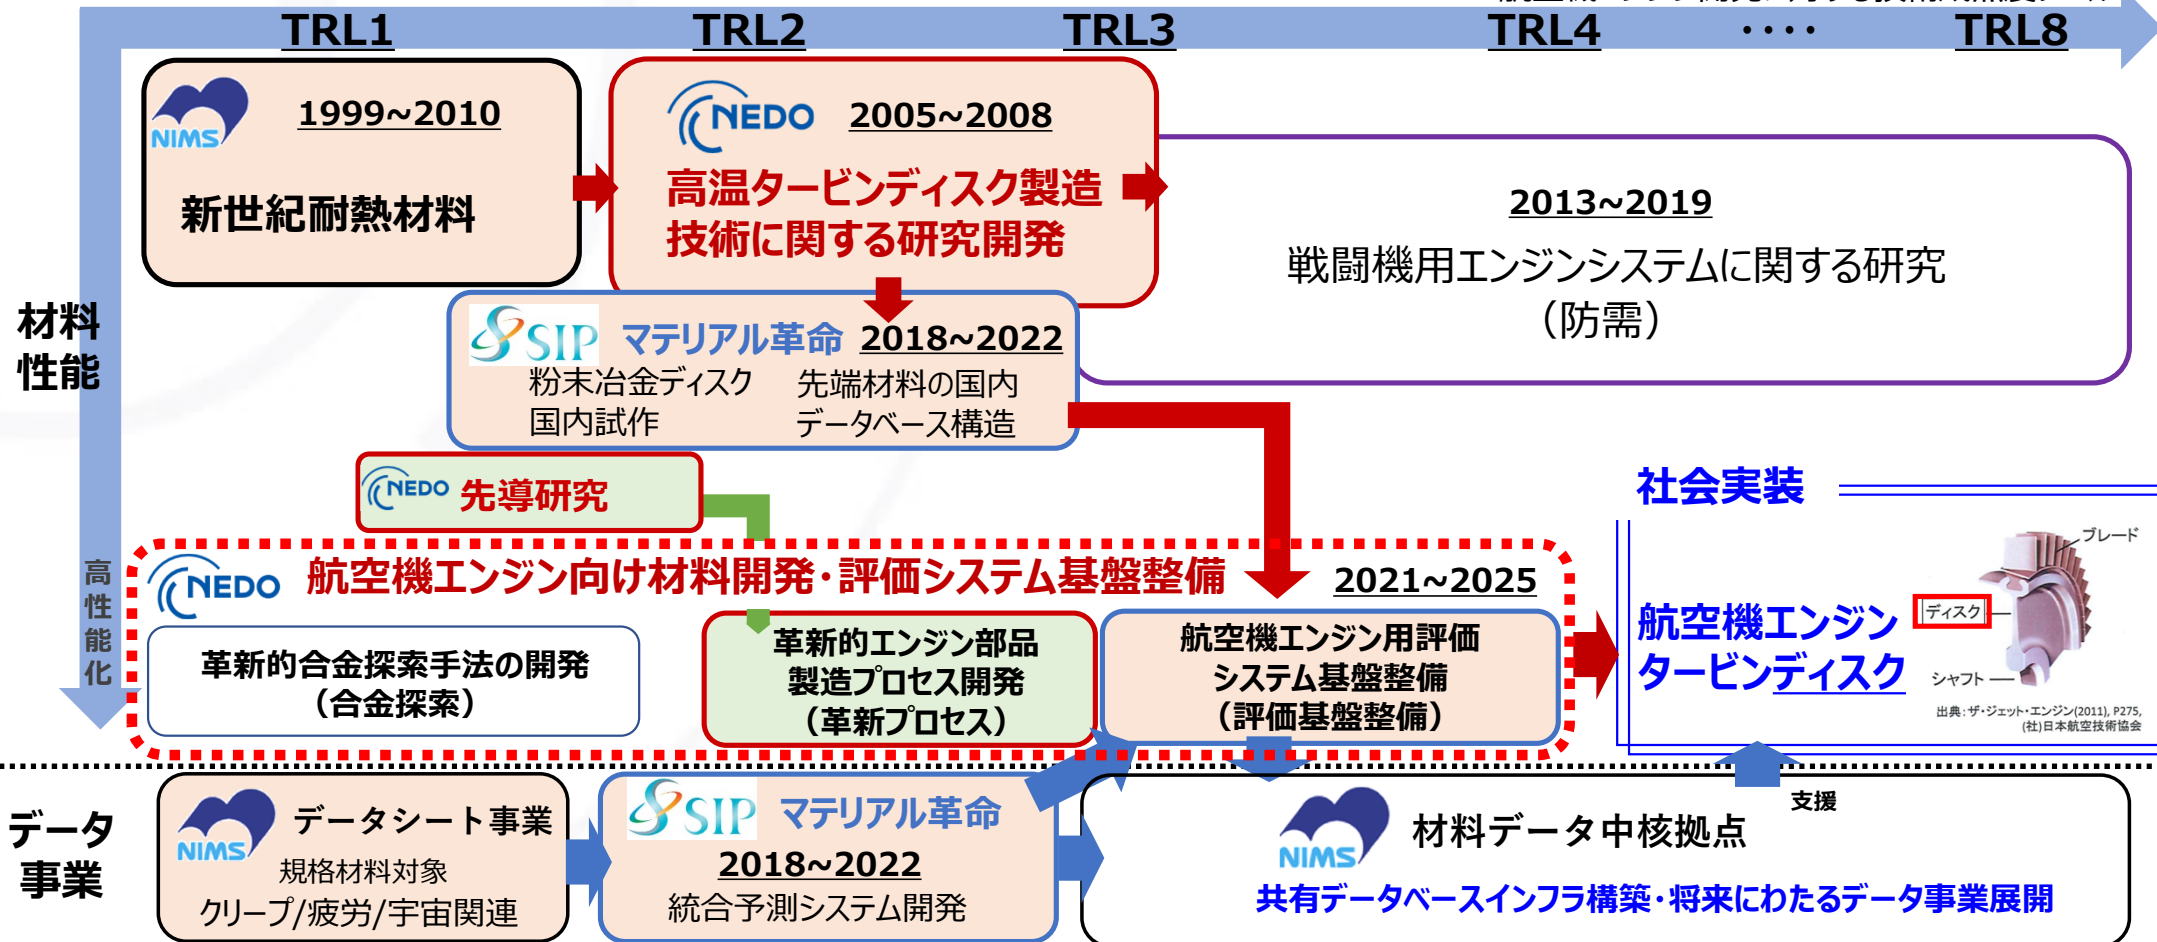 TRL1 TRL2 TRL3 TRL4 ‥‥ TRL8
NIMS
1999~2010
新世紀耐熱材料
NEDO 2005~2008
高温タービンディスク製造
技術に関する研究開発
2013~2019
戦闘機用エンジンシステムに関する研究
（防需）
材料
性能
SIP マテリアル革命 2018~2022
粉末冶金ディスク
国内試作
先端材料の国内
データベース構造
NEDO 先導研究
高性能化
NEDO 航空機エンジン向け材料開発・評価システム基盤整備
2021~2025
革新的合金探索手法の開発
（合金探索）
革新的エンジン部品
製造プロセス開発
（革新プロセス）
航空機エンジン用評価
システム基盤整備
（評価基盤整備）
社会実装
航空機エンジン
タービンディスク
ブレード
ディスク
シャフト
出典：ザ・ジェット・エンジン(2011), P275,
(社)日本航空技術協会
データ
事業
NIMS
データシート事業
規格材料対象
クリープ/疲労/宇宙関連
SIP マテリアル革命
2018~2022
統合予測システム開発
支援
NIMS
材料データ中核拠点
共有データベースインフラ構築・将来にわたるデータ事業展開